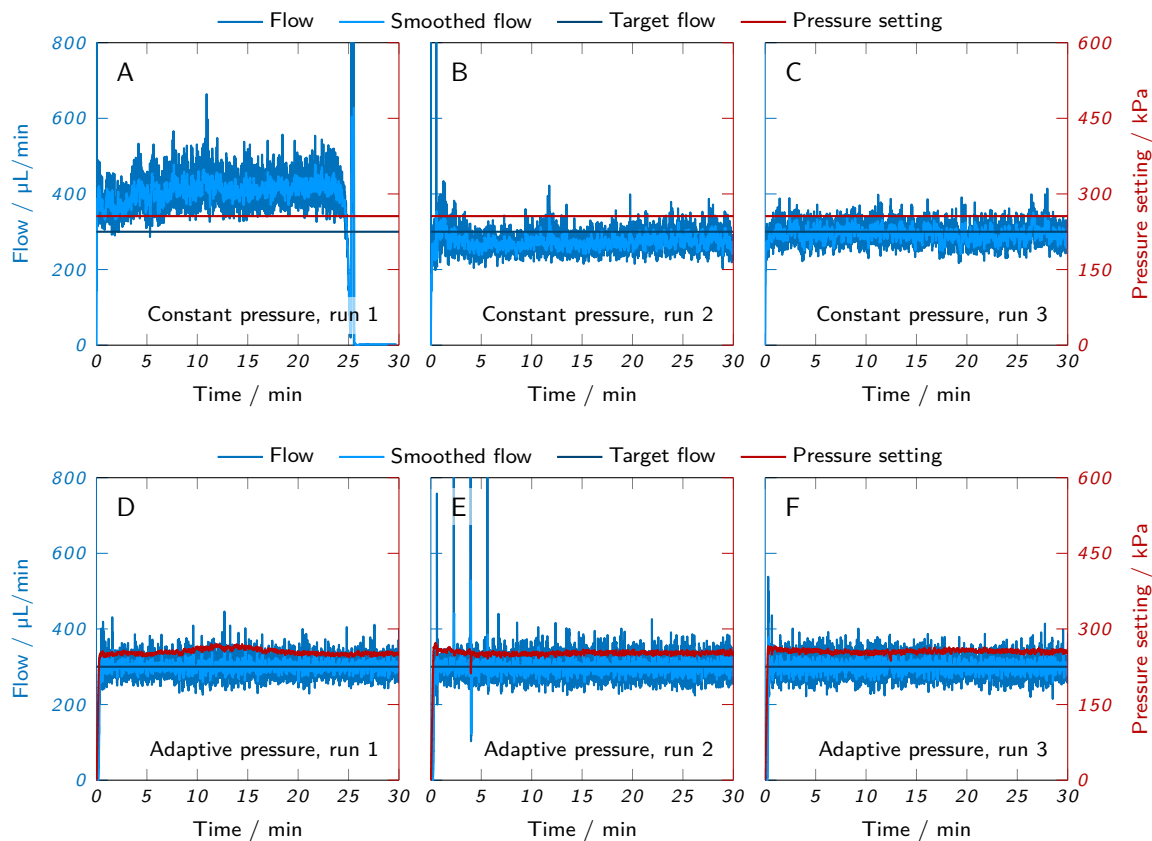 Flow Smoothed flow Target flow Pressure setting
A B C
800 600 400 200 0
Flow / µL/min
Constant pressure, run 1
Constant pressure, run 2
Constant pressure, run 3
600 450 300 150 0
Pressure setting / kPa
0 5 10 15 20 25 30
0 5 10 15 20 25 30
0 5 10 15 20 25 30
Time / min
Time / min
Time / min
Flow Smoothed flow Target flow Pressure setting
D E F
800 600 400 200 0
Flow / µL/min
Adaptive pressure, run 1
Adaptive pressure, run 2
Adaptive pressure, run 3
600 450 300 150 0
Pressure setting / kPa
0 5 10 15 20 25 30
0 5 10 15 20 25 30
0 5 10 15 20 25 30
Time / min
Time / min
Time / min